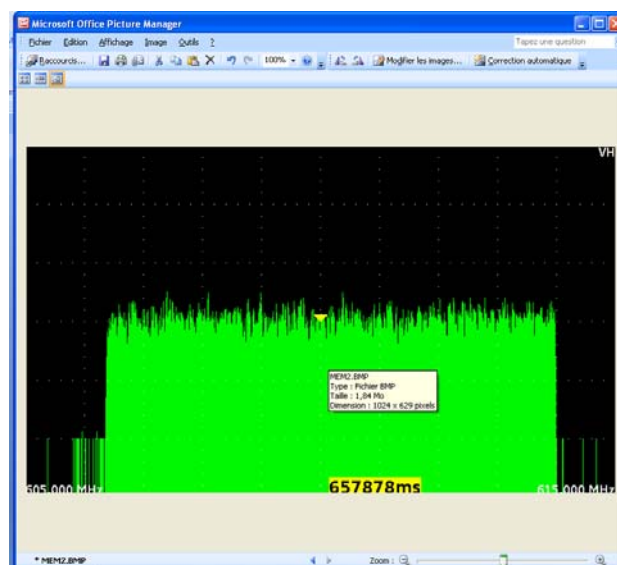 Microsoft Office Picture Manager
Fichier Edition Affichage Image Outils ?
Tapez une question
Raccourcis... 100% Modifier les images... Correction automatique
VH
MEM2.BMP
Type : Fichier BMP
Taille : 1,84 Mo
Dimension : 1024 x 629 pixels
657878ms
605.000 MHz 615.000 MHz
* MEM2.BMP Zoom :